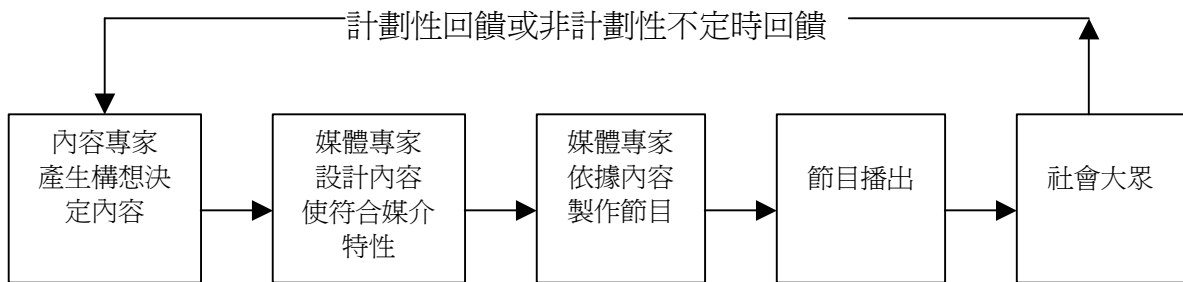 計劃性回饋或非計劃性不定時回饋
內容專家
產生構想決
定內容
媒體專家
設計內容
使符合媒介
特性
媒體專家
依據內容
製作節目
節目播出
社會大眾